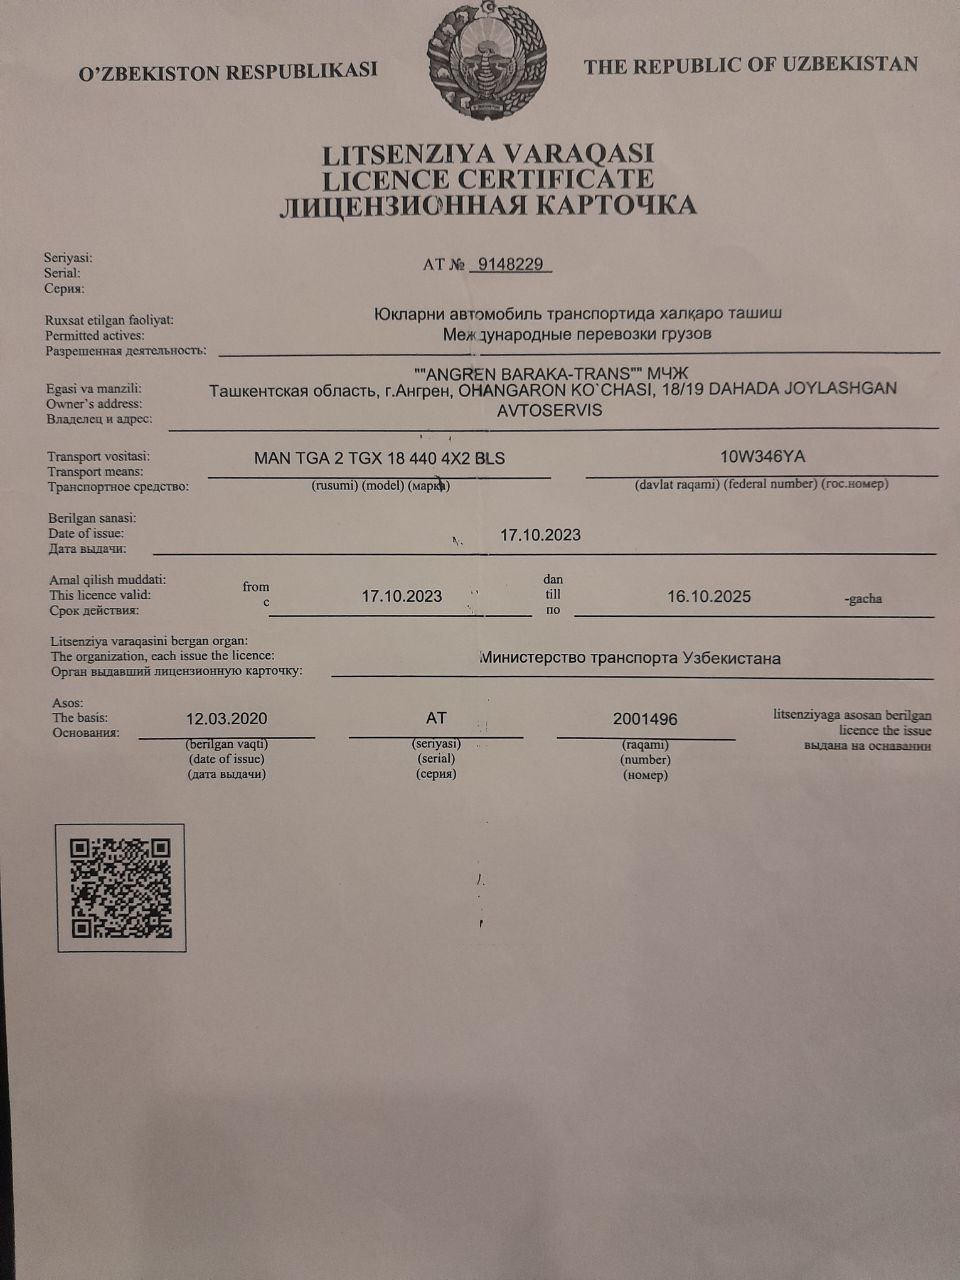 O'ZBEKISTON RESPUBLIKASI
THE REPUBLIC OF UZBEKISTAN
LITSENZIYA VARAQASI
LICENCE CERTIFICATE
ЛИЦЕНЗИОННАЯ КАРТОЧКА
Seriyasi:
Serial:
Серия:
АТ № 9148229
Ruxsat etilgan faoliyat:
Permitted actives:
Разрешенная деятельность:
Юкларни автомобиль транспортида халқаро ташиш
Международные перевозки грузов
Egasi va manzili:
Owner's address:
Владелец и адрес:
""ANGREN BARAKA-TRANS"" МЧЖ
Ташкентская область, г.Ангрен, OHANGARON KO`CHASI, 18/19 DAHADA JOYLASHGAN
AVTOSERVIS
Transport vositasi:
Transport means:
Транспортное средство:
MAN TGA 2 TGX 18 440 4X2 BLS
(rusumi) (model) (марка)
10W346YA
(davlat raqami) (federal number) (гос.номер)
Berilgan sanasi:
Date of issue:
Дата выдачи:
17.10.2023
Amal qilish muddati:
This licence valid:
Срок действия:
from
с
17.10.2023
dan
till
по
16.10.2025
-gacha
Litsenziya varaqasini bergan organ:
The organization, each issue the licence:
Орган выдавший лицензионную карточку:
Министерство транспорта Узбекистана
Asos:
The basis:
Основания:
12.03.2020
(berilgan vaqti)
(date of issue)
(дата выдачи)
АТ
(seriyasi)
(serial)
(серия)
2001496
(raqami)
(number)
(номер)
litsenziyaga asosan berilgan
licence the issue
выдана на основании